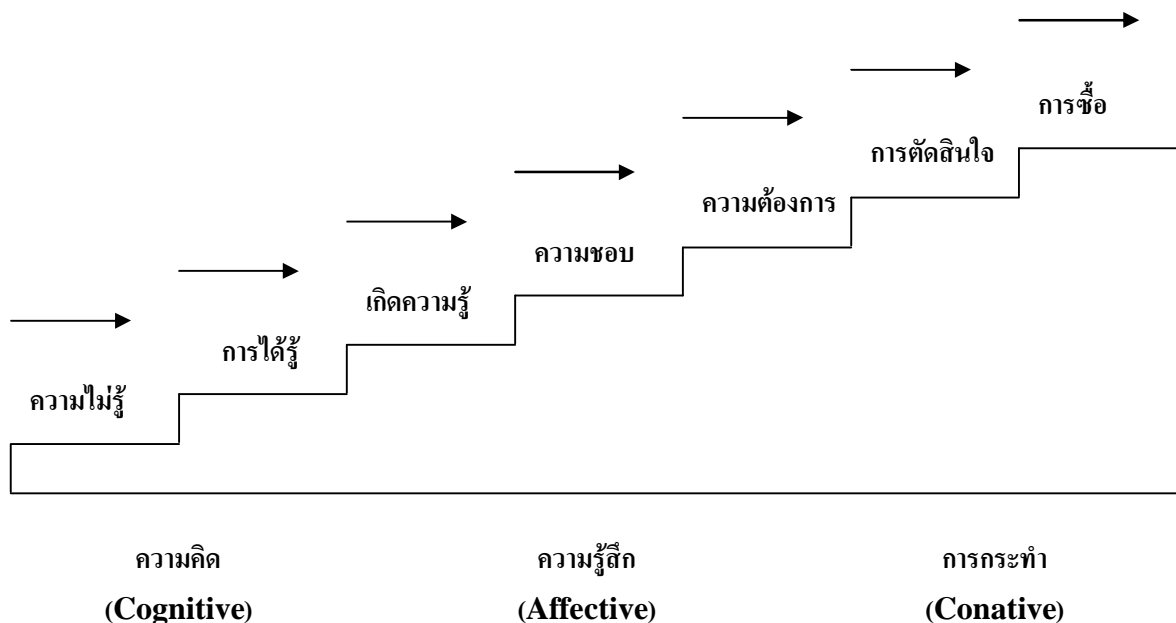 การซื้อ
การตัดสินใจ
ความต้องการ
ความชอบ
เกิดความรู้
การได้รู้
ความไม่รู้
ความคิด
ความรู้สึก
การกระทำ
(Cognitive)
(Affective)
(Conative)